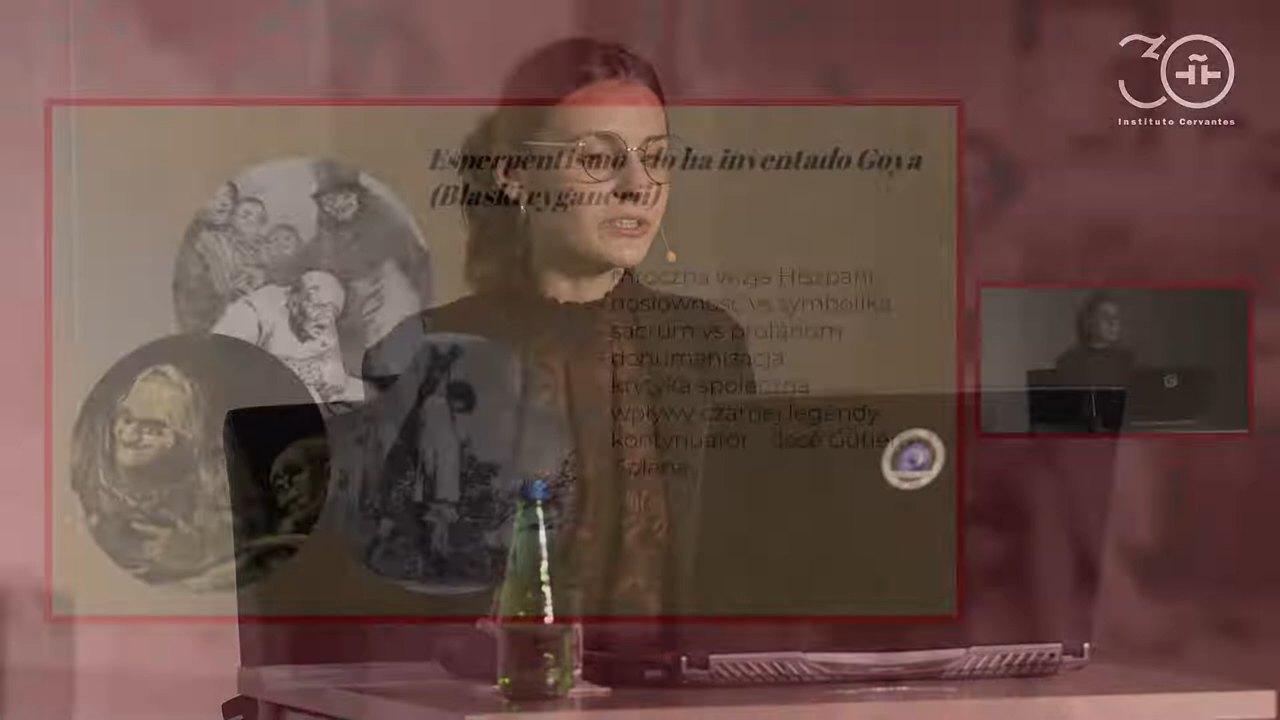 30
Instituto Cervantes
Esperpentismo lo ha inventado Goya
(Blaski cyganerii)
mroczna wizja Hiszpani
dosłowność vs symbolika
sacrum vs profanum
dehumanizacja
krytyka społeczna
wpływy czarnej legendy
kontynuator José
Solana